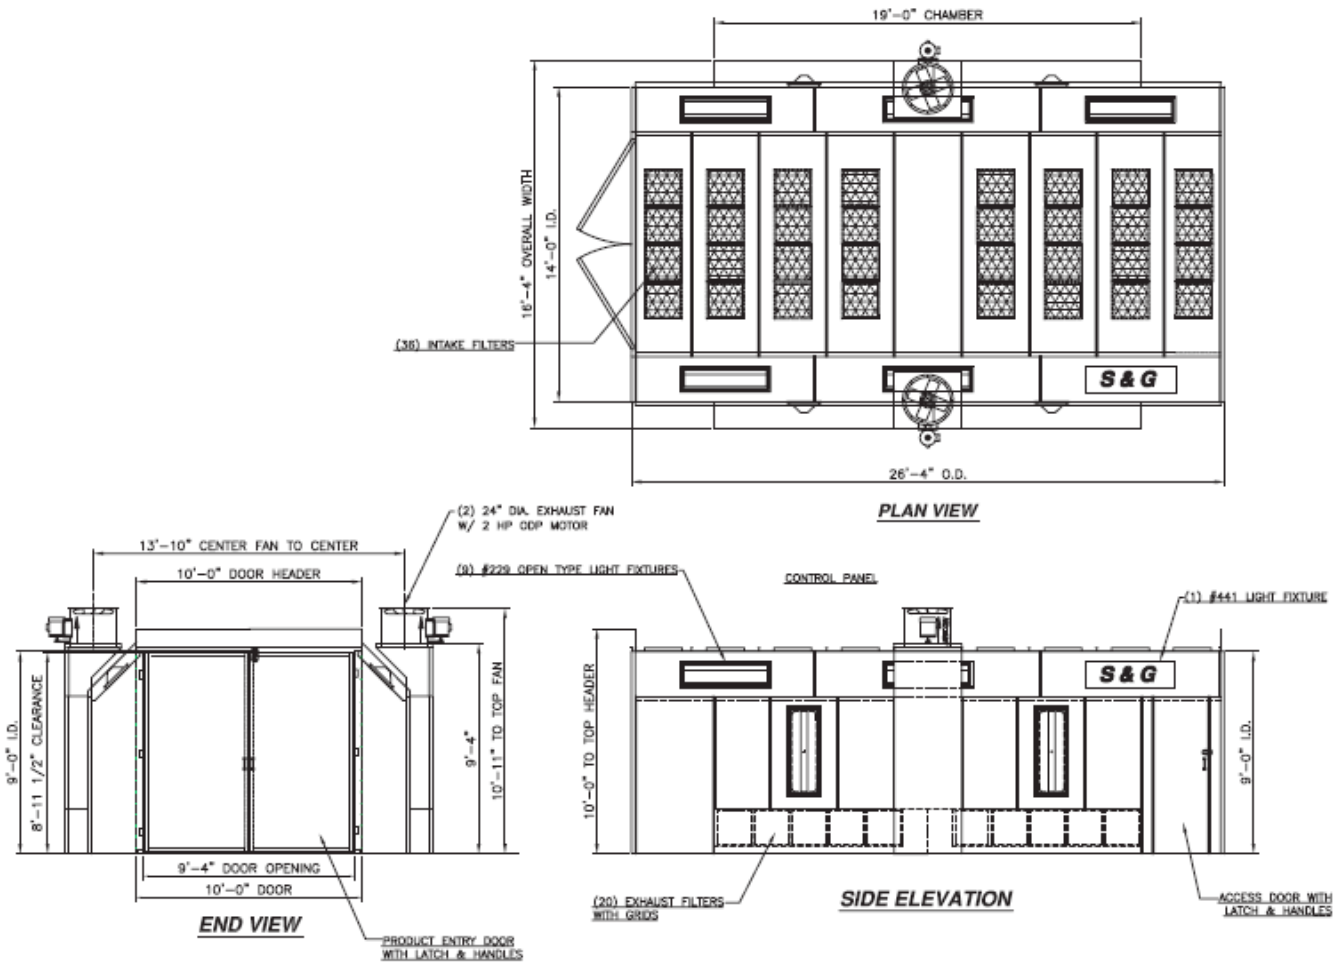 19'-0" CHAMBER
16'-4" OVERALL WIDTH
14'-0" I.D.
(36) INTAKE FILTERS
S & G
26'-4" O.D.
PLAN VIEW
(2) 24" DIA. EXHAUST FAN
W/ 2 HP ODP MOTOR
13'-10" CENTER FAN TO CENTER
10'-0" DOOR HEADER
9'-0" I.D.
8'-11 1/2" CLEARANCE
9'-4"
10'-11" TO TOP FAN
9'-4" DOOR OPENING
10'-0" DOOR
END VIEW
PRODUCT ENTRY DOOR
WITH LATCH & HANDLES
(9) #229 OPEN TYPE LIGHT FIXTURES
CONTROL PANEL
(1) #441 LIGHT FIXTURE
S & G
10'-0" TO TOP HEADER
9'-0" I.D.
(20) EXHAUST FILTERS
WITH GRIDS
SIDE ELEVATION
ACCESS DOOR WITH
LATCH & HANDLES